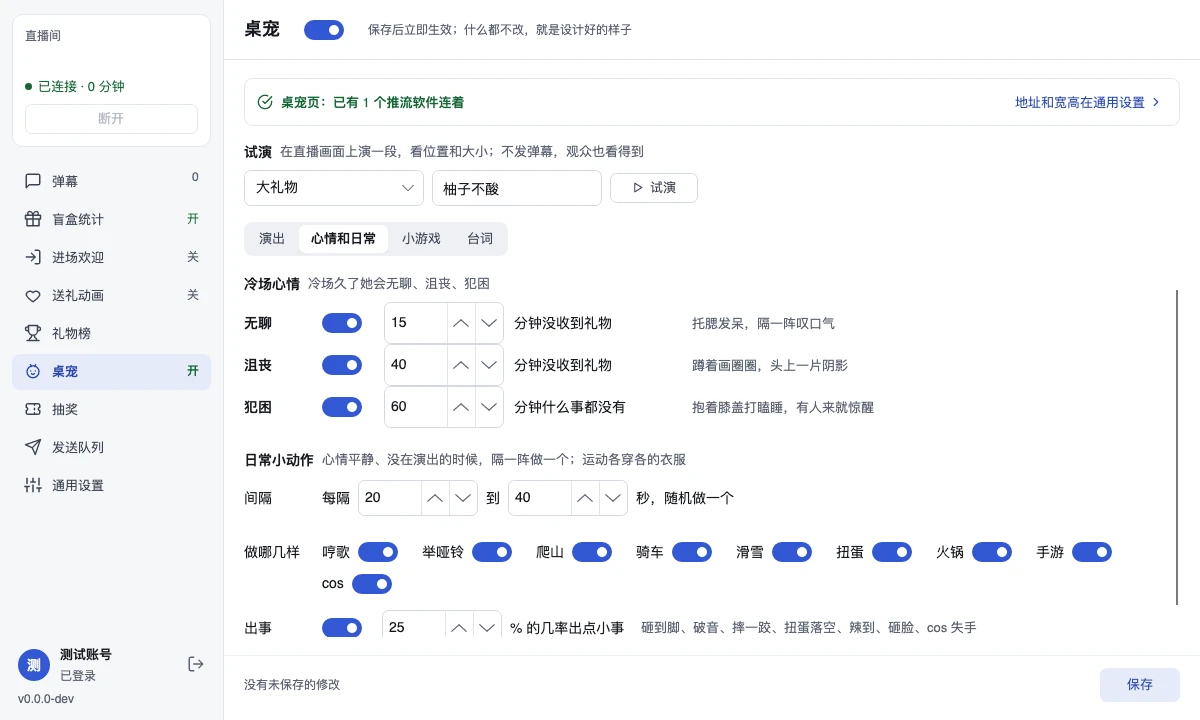 直播间
已连接 · 0 分钟
断开
弹幕 0
盲盒统计 开
进场欢迎 关
送礼动画 关
礼物榜
桌宠 开
抽奖
发送队列
通用设置
测 测试账号
已登录
v0.0.0-dev
桌宠 保存后立即生效；什么都不改，就是设计好的样子
桌宠页：已有 1 个推流软件连着 地址和宽高在通用设置
试演 在直播画面上演一段，看位置和大小；不发弹幕，观众也看得到
大礼物 柚子不酸 试演
演出 心情和日常 小游戏 台词
冷场心情 冷场久了她会无聊、沮丧、犯困
无聊 15 分钟没收到礼物 托腮发呆，隔一阵叹口气
沮丧 40 分钟没收到礼物 蹲着画圈圈，头上一片阴影
犯困 60 分钟什么事都没有 抱着膝盖打瞌睡，有人来就惊醒
日常小动作 心情平静、没在演出的时候，隔一阵做一个；运动各穿各的衣服
间隔 每隔 20 到 40 秒，随机做一个
做哪几样 哼歌 举哑铃 爬山 骑车 滑雪 扭蛋 火锅 手游
cos
出事 25 % 的几率出点小事 砸到脚、破音、摔一跤、扭蛋落空、辣到、砸脸、cos 失手
没有未保存的修改 保存